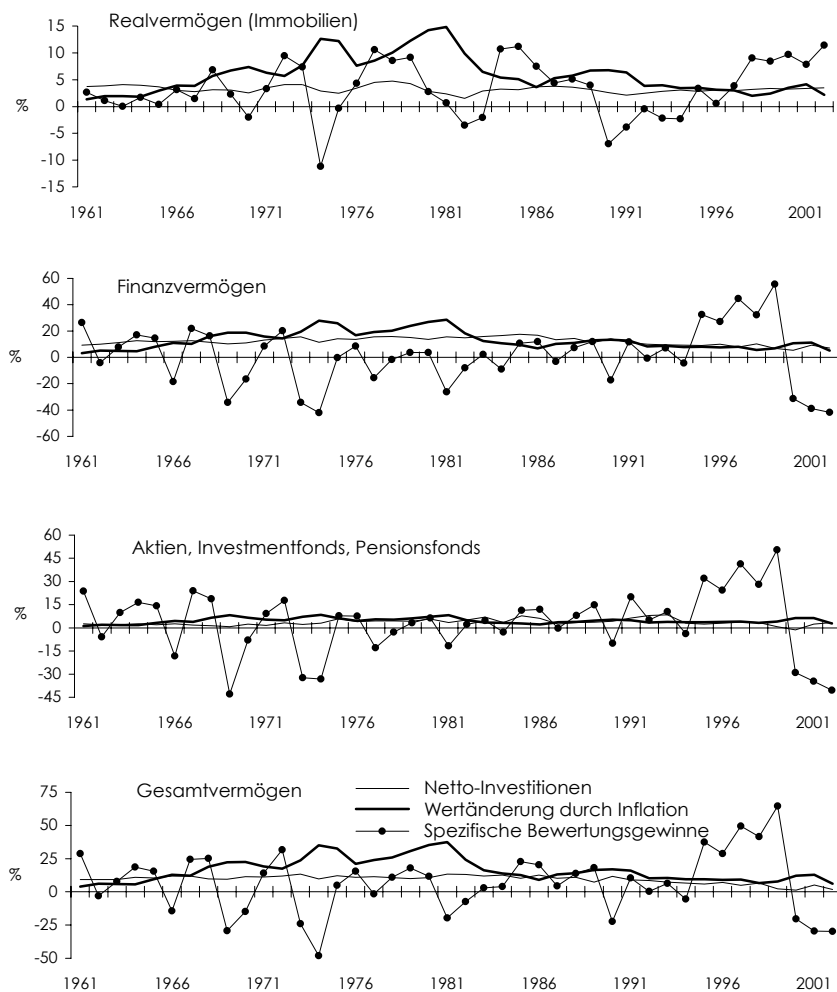 Realvermögen (Immobilien)
15
10
5
%
0
-5
-10
-15
1961 1966 1971 1976 1981 1986 1991 1996 2001
Finanzvermögen
60
40
20
%
0
-20
-40
-60
1961 1966 1971 1976 1981 1986 1991 1996 2001
Aktien, Investmentfonds, Pensionsfonds
60
45
30
%
15
0
-15
-30
-45
1961 1966 1971 1976 1981 1986 1991 1996 2001
Gesamtvermögen
75
50
25
%
0
-25
-50
Netto-Investitionen
Wertänderung durch Inflation
Spezifische Bewertungsgewinne
1961 1966 1971 1976 1981 1986 1991 1996 2001